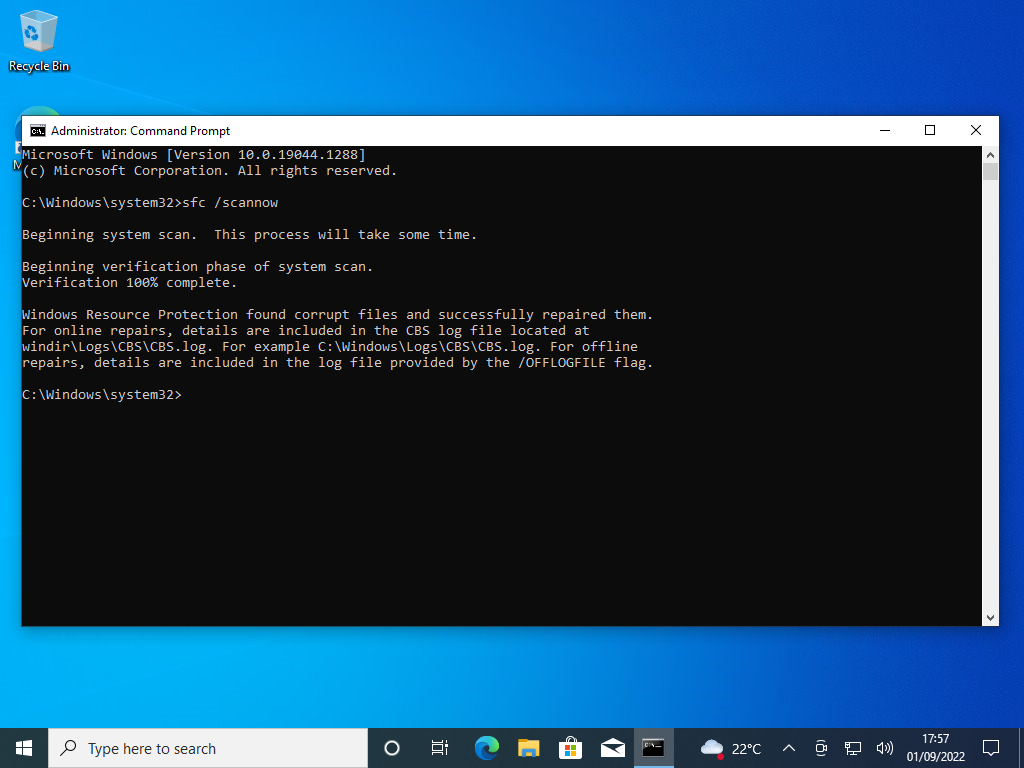 Recycle Bin
Administrator: Command Prompt
Microsoft Windows [Version 10.0.19044.1288]
(c) Microsoft Corporation. All rights reserved.
C:\Windows\system32>sfc /scannow
Beginning system scan.  This process will take some time.
Beginning verification phase of system scan.
Verification 100% complete.
Windows Resource Protection found corrupt files and successfully repaired them.
For online repairs, details are included in the CBS log file located at
windir\Logs\CBS\CBS.log. For example C:\Windows\Logs\CBS\CBS.log. For offline
repairs, details are included in the log file provided by the /OFFLOGFILE flag.
C:\Windows\system32>
Type here to search
22°C
17:57
01/09/2022